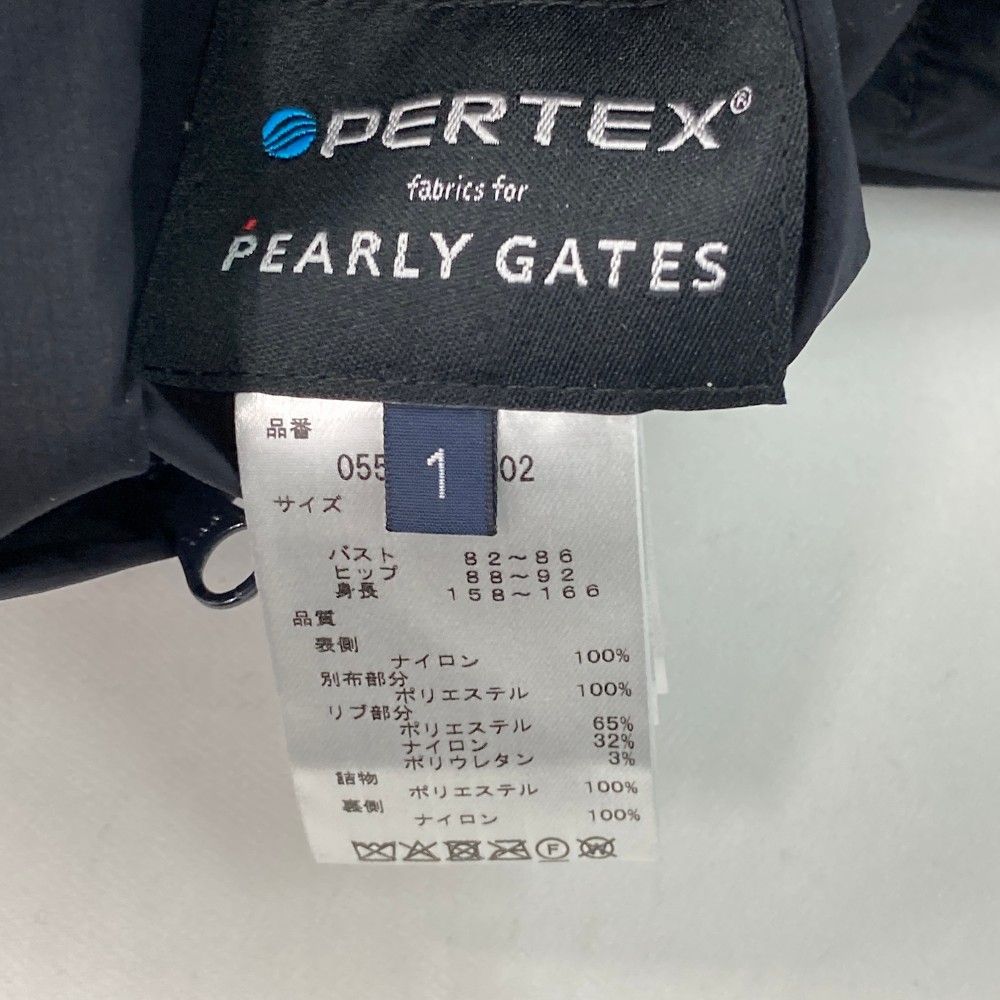 PERTEX®
fabrics for
PEARLY GATES
品番
055 02
1
サイズ
バスト 82～86
ヒップ 88～92
身長 158～166
品質
表側
ナイロン 100%
別布部分
ポリエステル 100%
リブ部分
ポリエステル 65%
ナイロン 32%
ポリウレタン 3%
詰物
ポリエステル 100%
裏側
ナイロン 100%
F
W